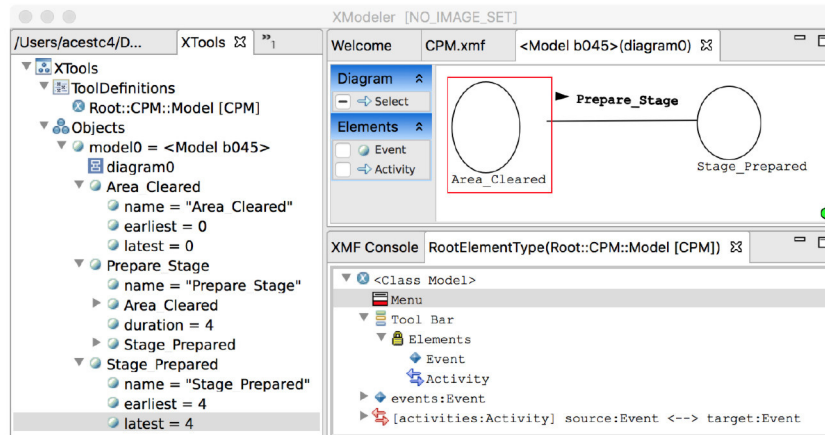 XModeler [NO_IMAGE_SET]
/Users/acestc4/D...
XTools
"1
XTools
ToolDefinitions
Root::CPM::Model [CPM]
Objects
model0 = <Model b045>
diagram0
Area Cleared
name = "Area Cleared"
earliest = 0
latest = 0
Prepare Stage
name = "Prepare Stage"
Area Cleared
duration = 4
Stage Prepared
Stage Prepared
name = "Stage Prepared"
earliest = 4
latest = 4
Welcome
CPM.xmf
<Model b045>(diagram0)
Diagram
Select
Elements
Event
Activity
Prepare_Stage
Area_Cleared
Stage_Prepared
XMF Console
RootElementType(Root::CPM::Model [CPM])
<Class Model>
Menu
Tool Bar
Elements
Event
Activity
events:Event
[activities:Activity] source:Event <--> target:Event